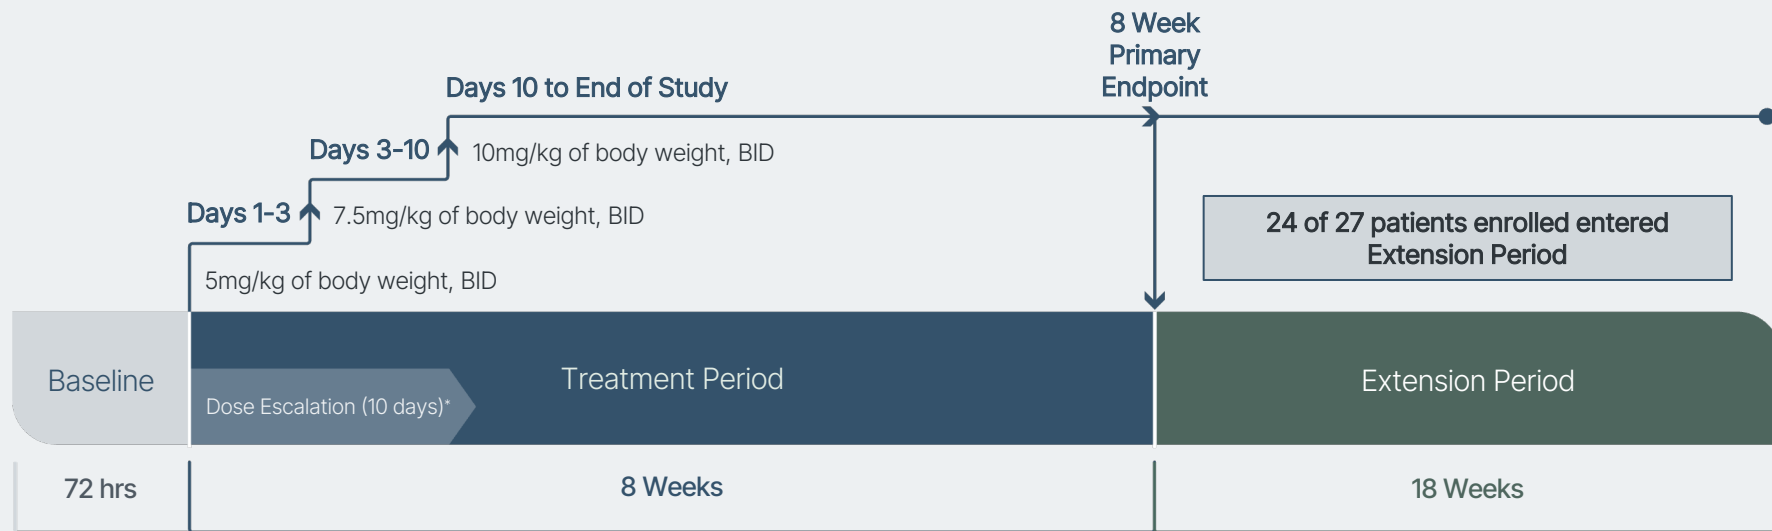 8 Week
Primary
Endpoint
Days 10 to End of Study
Days 3-10
10mg/kg of body weight, BID
Days 1-3
7.5mg/kg of body weight, BID
24 of 27 patients enrolled entered
Extension Period
5mg/kg of body weight, BID
Baseline
Treatment Period
Extension Period
Dose Escalation (10 days)*
72 hrs
8 Weeks
18 Weeks